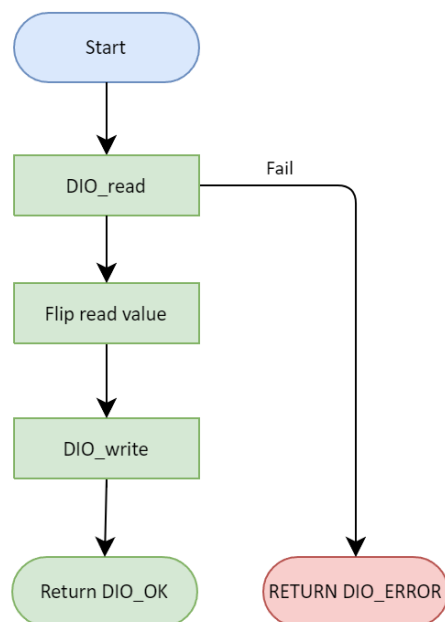 Start
DIO_read
Fail
Flip read value
DIO_write
Return DIO_OK
RETURN DIO_ERROR